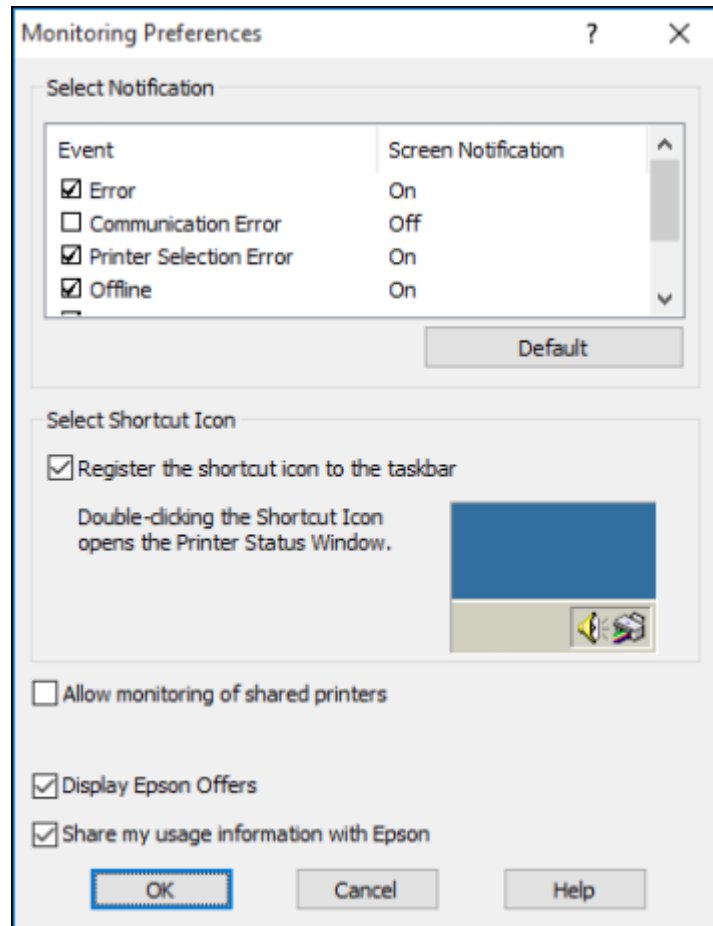 Monitoring Preferences ?
Select Notification
Event Screen Notification
Error On
Communication Error Off
Printer Selection Error On
Offline On
Default
Select Shortcut Icon
Register the shortcut icon to the taskbar
Double-clicking the Shortcut Icon
opens the Printer Status Window.
Allow monitoring of shared printers
Display Epson Offers
Share my usage information with Epson
OK Cancel Help